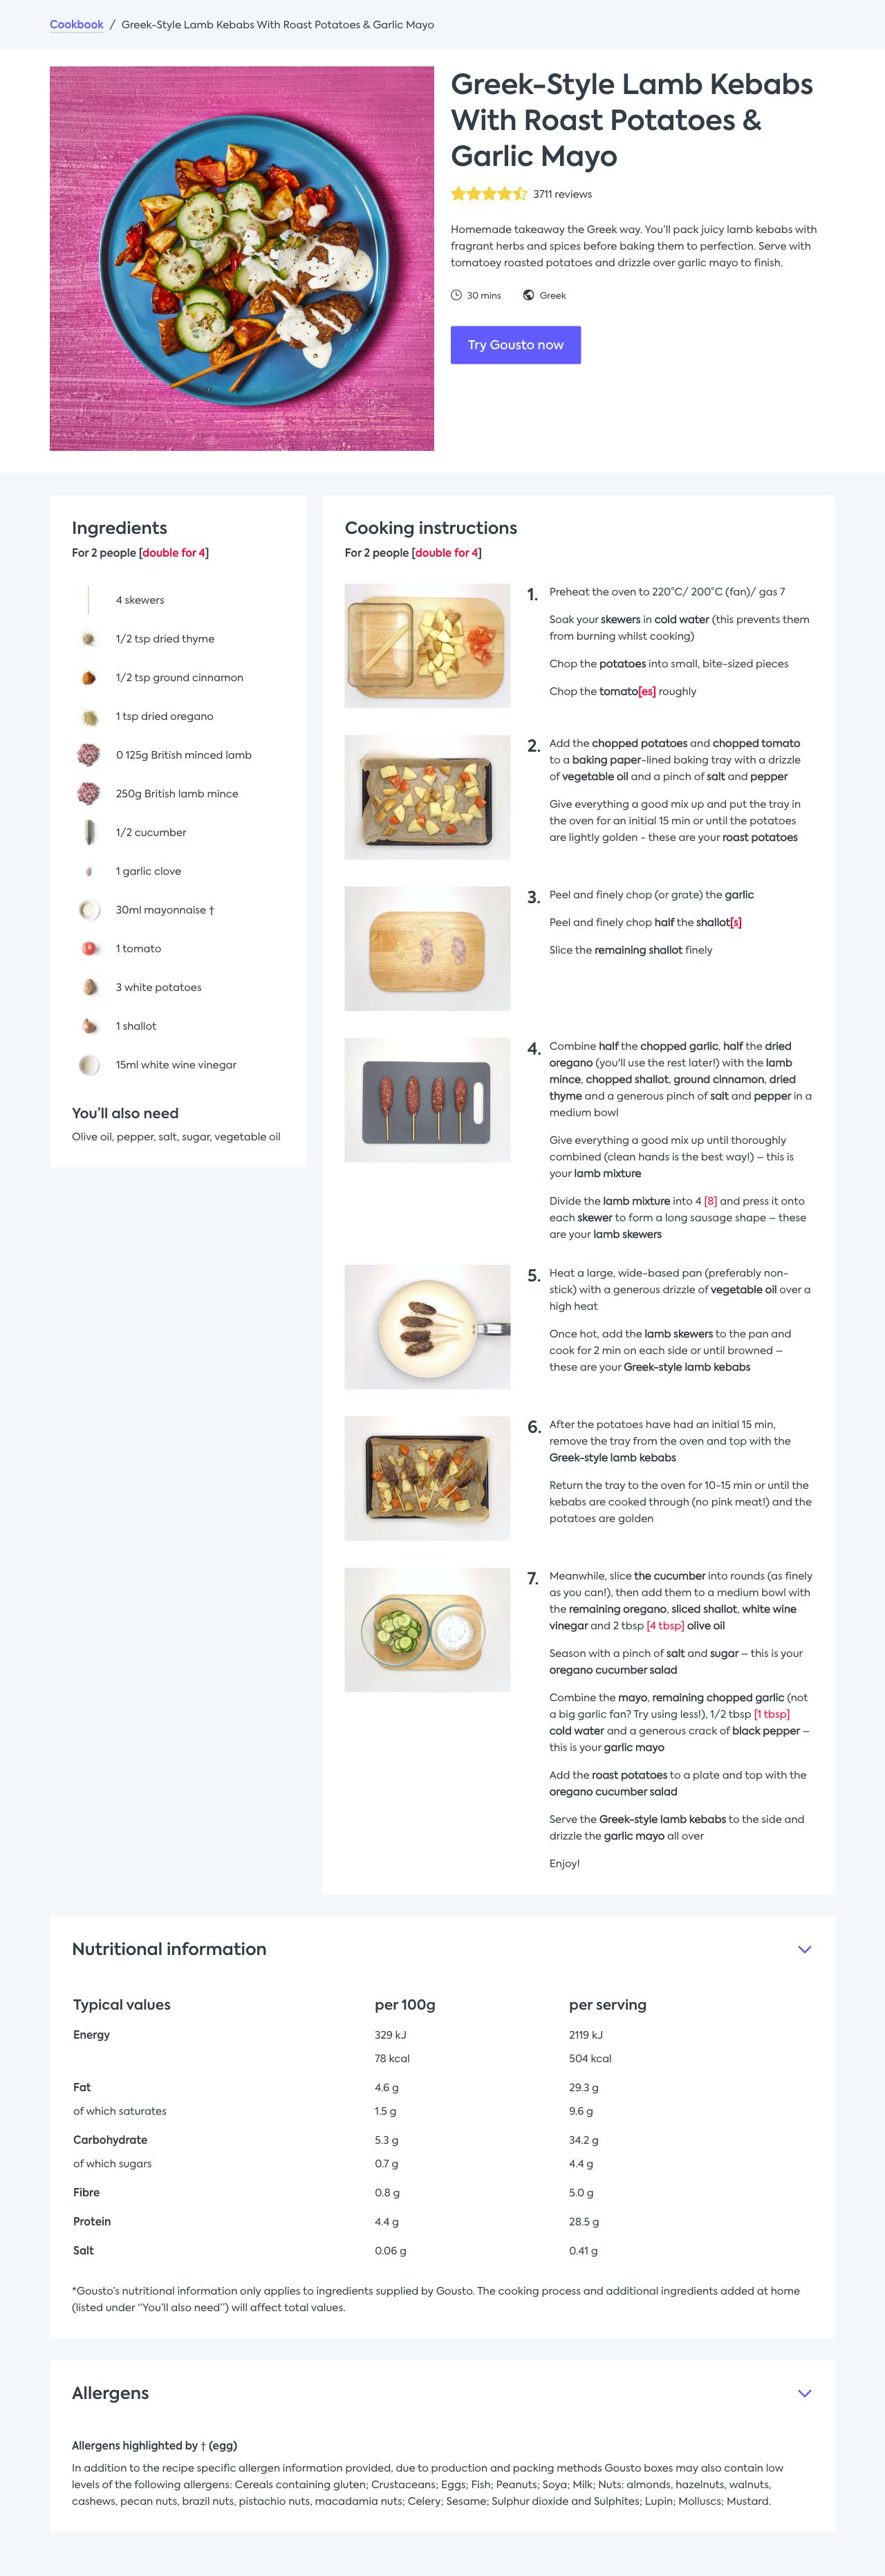 Cookbook / Greek-Style Lamb Kebabs With Roast Potatoes & Garlic Mayo
Greek-Style Lamb Kebabs
With Roast Potatoes &
Garlic Mayo
3711 reviews
Homemade takeaway the Greek way. You'll pack juicy lamb kebabs with
fragrant herbs and spices before baking them to perfection. Serve with
tomatoey roasted potatoes and drizzle over garlic mayo to finish.
30 mins Greek
Try Gousto now
Ingredients
For 2 people [double for 4]
4 skewers
1/2 tsp dried thyme
1/2 tsp ground cinnamon
1 tsp dried oregano
0 125g British minced lamb
250g British lamb mince
1/2 cucumber
1 garlic clove
30ml mayonnaise †
1 tomato
3 white potatoes
1 shallot
15ml white wine vinegar
You'll also need
Olive oil, pepper, salt, sugar, vegetable oil
Cooking instructions
For 2 people [double for 4]
1. Preheat the oven to 220°C/ 200°C (fan)/ gas 7
Soak your skewers in cold water (this prevents them
from burning whilst cooking)
Chop the potatoes into small, bite-sized pieces
Chop the tomato[es] roughly
2. Add the chopped potatoes and chopped tomato
to a baking paper-lined baking tray with a drizzle
of vegetable oil and a pinch of salt and pepper
Give everything a good mix up and put the tray in
the oven for an initial 15 min or until the potatoes
are lightly golden - these are your roast potatoes
3. Peel and finely chop (or grate) the garlic
Peel and finely chop half the shallot[s]
Slice the remaining shallot finely
4. Combine half the chopped garlic, half the dried
oregano (you'll use the rest later!) with the lamb
mince, chopped shallot, ground cinnamon, dried
thyme and a generous pinch of salt and pepper in a
medium bowl
Give everything a good mix up until thoroughly
combined (clean hands is the best way!) – this is
your lamb mixture
Divide the lamb mixture into 4 [8] and press it onto
each skewer to form a long sausage shape – these
are your lamb skewers
5. Heat a large, wide-based pan (preferably non-
stick) with a generous drizzle of vegetable oil over a
high heat
Once hot, add the lamb skewers to the pan and
cook for 2 min on each side or until browned –
these are your Greek-style lamb kebabs
6. After the potatoes have had an initial 15 min,
remove the tray from the oven and top with the
Greek-style lamb kebabs
Return the tray to the oven for 10-15 min or until the
kebabs are cooked through (no pink meat!) and the
potatoes are golden
7. Meanwhile, slice the cucumber into rounds (as finely
as you can!), then add them to a medium bowl with
the remaining oregano, sliced shallot, white wine
vinegar and 2 tbsp [4 tbsp] olive oil
Season with a pinch of salt and sugar – this is your
oregano cucumber salad
Combine the mayo, remaining chopped garlic (not
a big garlic fan? Try using less!), 1/2 tbsp [1 tbsp]
cold water and a generous crack of black pepper –
this is your garlic mayo
Add the roast potatoes to a plate and top with the
oregano cucumber salad
Serve the Greek-style lamb kebabs to the side and
drizzle the garlic mayo all over
Enjoy!
Nutritional information
Typical values per 100g per serving
Energy 329 kJ 2119 kJ
78 kcal 504 kcal
Fat 4.6 g 29.3 g
of which saturates 1.5 g 9.6 g
Carbohydrate 5.3 g 34.2 g
of which sugars 0.7 g 4.4 g
Fibre 0.8 g 5.0 g
Protein 4.4 g 28.5 g
Salt 0.06 g 0.41 g
*Gousto's nutritional information only applies to ingredients supplied by Gousto. The cooking process and additional ingredients added at home
(listed under "You'll also need") will affect total values.
Allergens
Allergens highlighted by † (egg)
In addition to the recipe specific allergen information provided, due to production and packing methods Gousto boxes may also contain low
levels of the following allergens: Cereals containing gluten; Crustaceans; Eggs; Fish; Peanuts; Soya; Milk; Nuts: almonds, hazelnuts, walnuts,
cashews, pecan nuts, brazil nuts, pistachio nuts, macadamia nuts; Celery; Sesame; Sulphur dioxide and Sulphites; Lupin; Molluscs; Mustard.